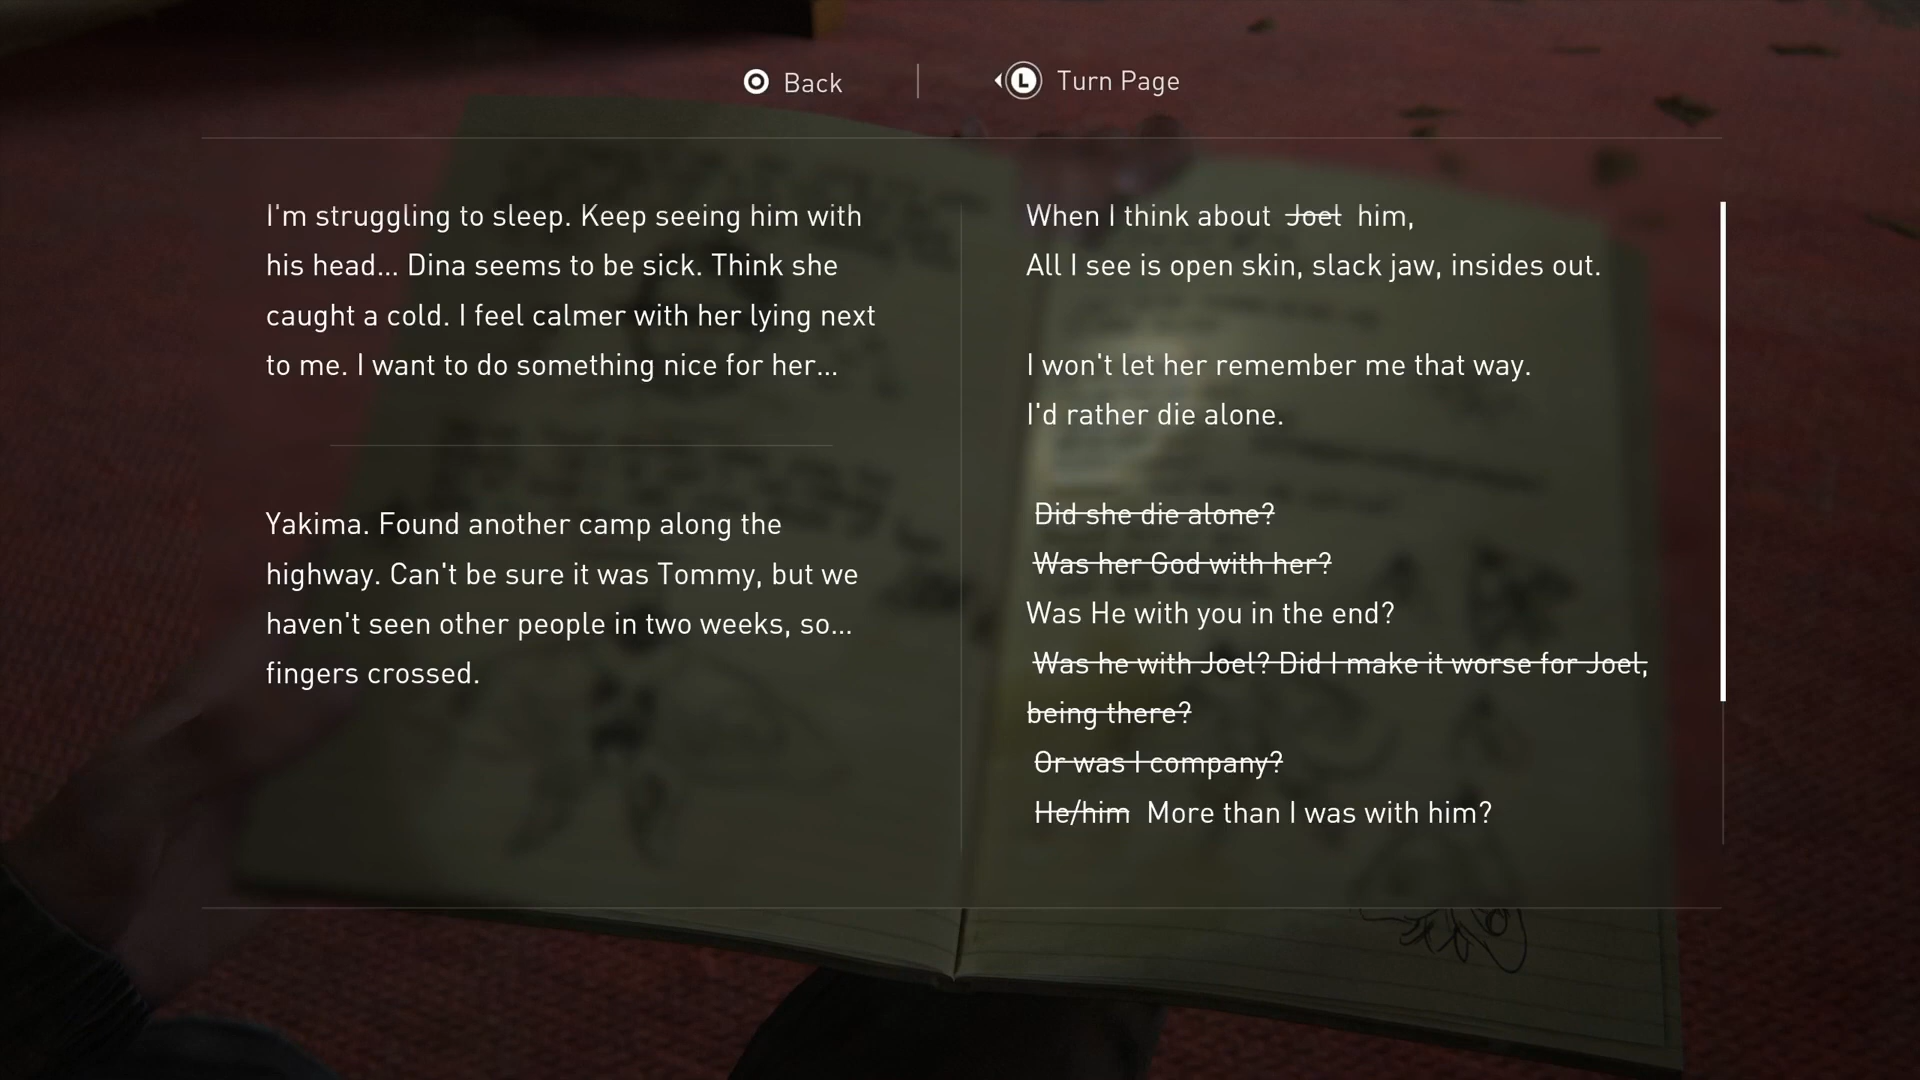 Back
L Turn Page
I'm struggling to sleep. Keep seeing him with
his head... Dina seems to be sick. Think she
caught a cold. I feel calmer with her lying next
to me. I want to do something nice for her...
Yakima. Found another camp along the
highway. Can't be sure it was Tommy, but we
haven't seen other people in two weeks, so...
fingers crossed.
When I think about Joel him,
All I see is open skin, slack jaw, insides out.
I won't let her remember me that way.
I'd rather die alone.
Did she die alone?
Was her God with her?
Was He with you in the end?
Was he with Joel? Did I make it worse for Joel,
being there?
Or was I company?
He/him More than I was with him?